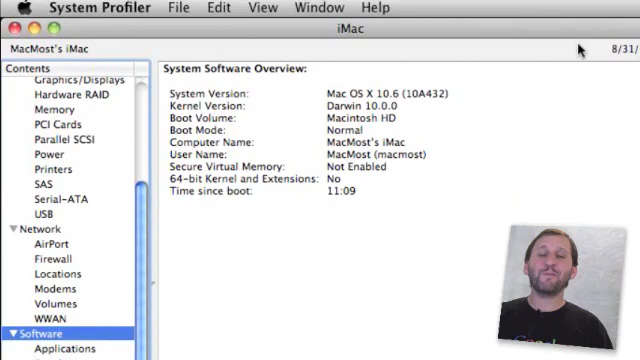 System Profiler File Edit View Window Help
iMac
MacMost's iMac 8/31/
Contents
Graphics/Displays
Hardware RAID
Memory
PCI Cards
Parallel SCSI
Power
Printers
SAS
Serial-ATA
USB
Network
AirPort
Firewall
Locations
Modems
Volumes
WWAN
Software
Applications
System Software Overview:
System Version: Mac OS X 10.6 (10A432)
Kernel Version: Darwin 10.0.0
Boot Volume: Macintosh HD
Boot Mode: Normal
Computer Name: MacMost's iMac
User Name: MacMost (macmost)
Secure Virtual Memory: Not Enabled
64-bit Kernel and Extensions: No
Time since boot: 11:09